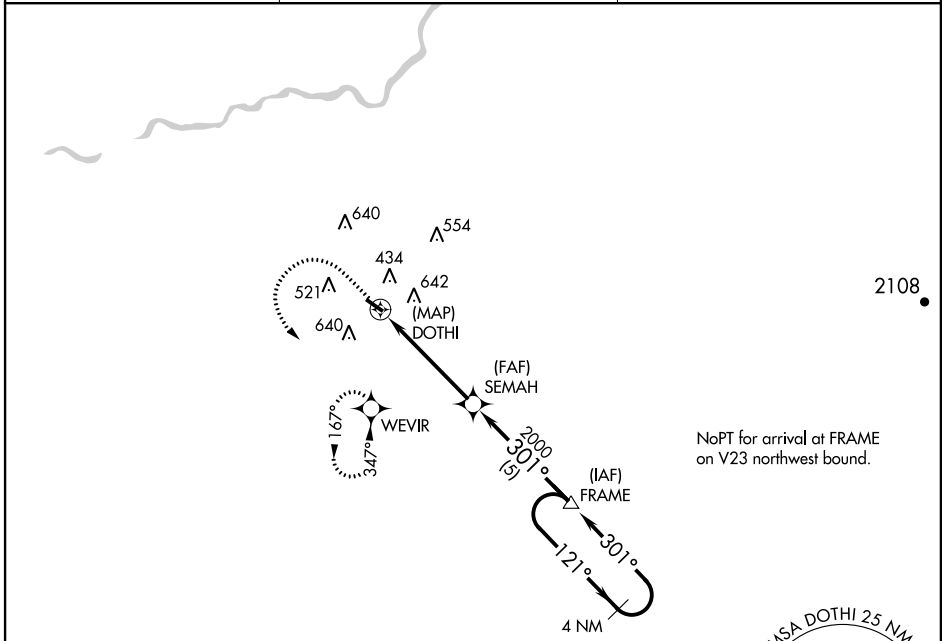 640
554
434
521
642
2108
(MAP)
DOTHI
640
(FAF)
SEMAH
WEVIR
167°
347°
2000
301°
(5)
NoPT for arrival at FRAME
on V23 northwest bound.
(IAF)
FRAME
301°
121°
4 NM
MSA DOTHI 25 NM